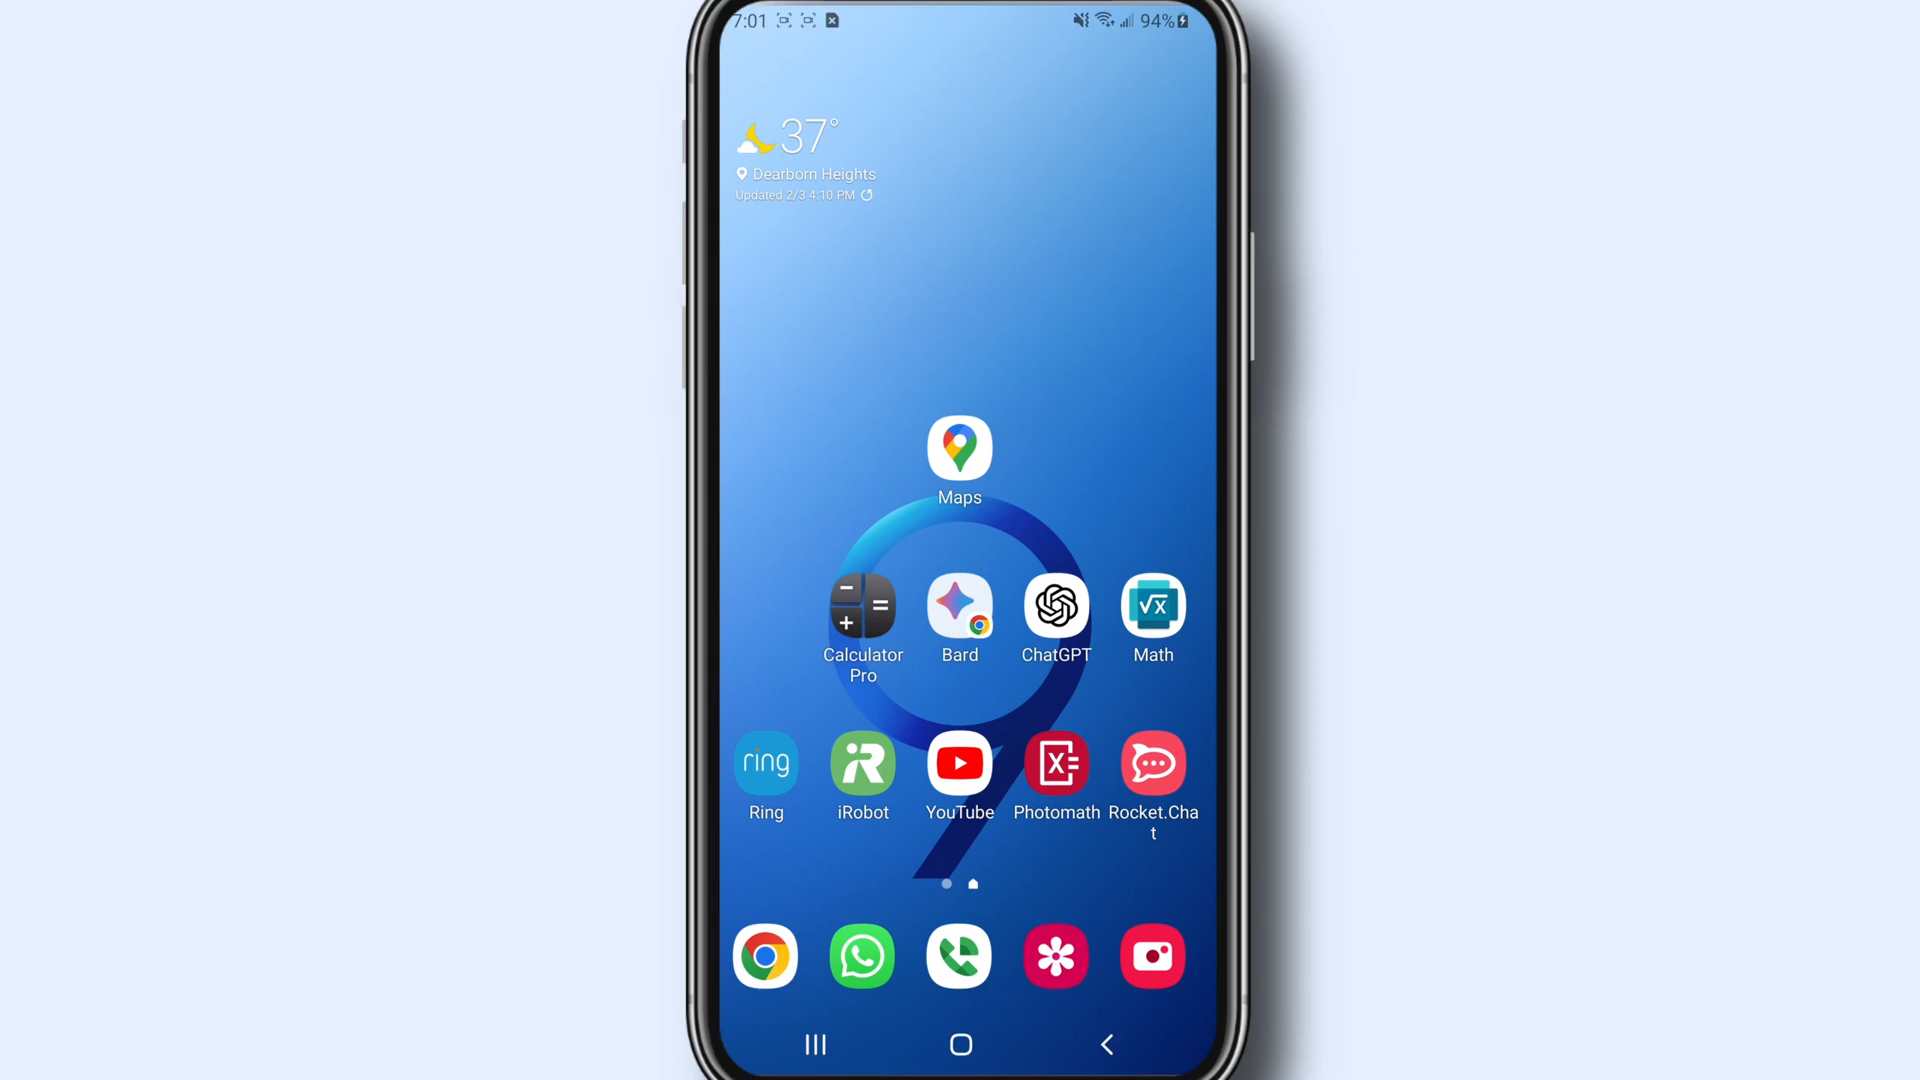 7:01 94%
37°
Dearborn Heights
Updated 2/3 4:10 PM
Maps
Calculator Pro
Bard
ChatGPT
√x
Math
ring
Ring
iRobot
YouTube
Photomath
Rocket.Cha
t